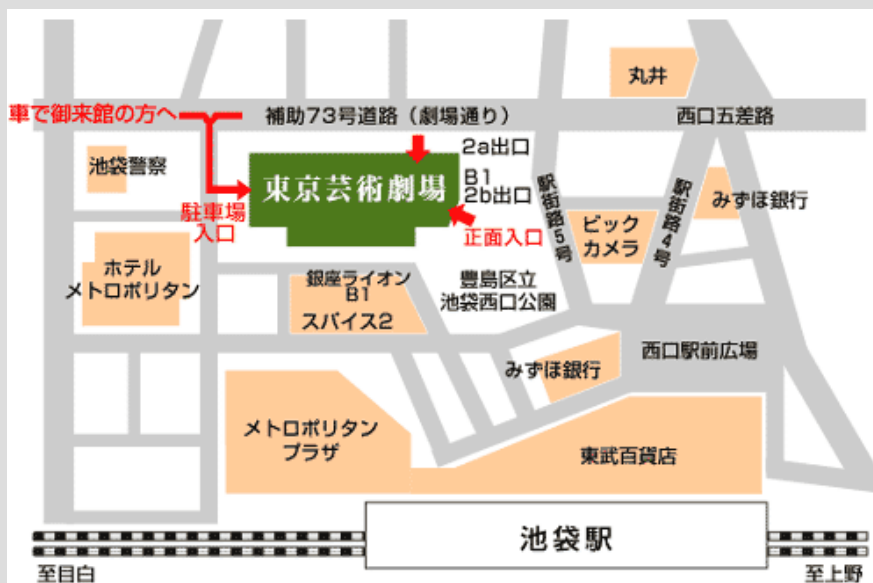 丸井
車で御来館の方へ
補助73号道路（劇場通り）
西口五差路
2a出口
池袋警察
東京芸術劇場
B1
2b出口
駐車場
入口
正面入口
駅街路5号
ビック
カメラ
駅街路4号
みずほ銀行
ホテル
メトロポリタン
銀座ライオン
B1
スパイス2
豊島区立
池袋西口公園
西口駅前広場
みずほ銀行
メトロポリタン
プラザ
東武百貨店
池袋駅
至目白
至上野